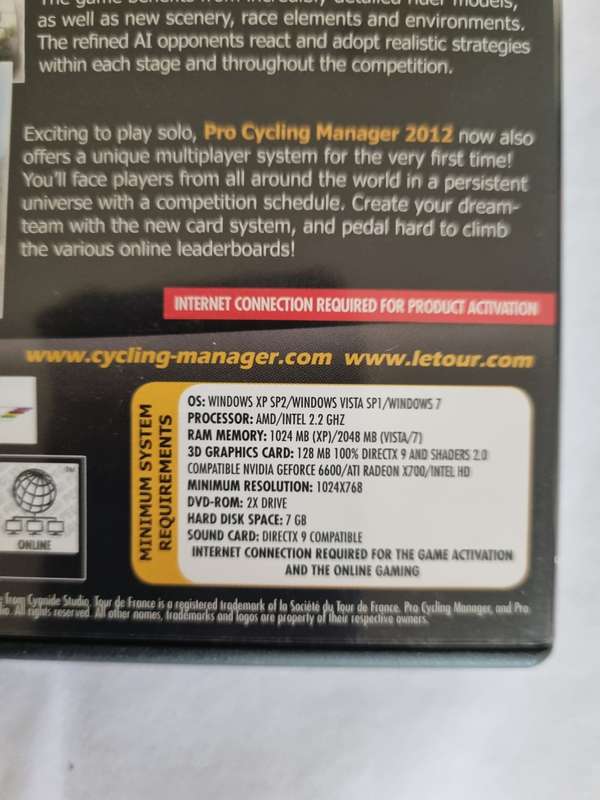 The game benefits from incredibly detailed rider models,
as well as new scenery, race elements and environments.
The refined AI opponents react and adopt realistic strategies
within each stage and throughout the competition.
Exciting to play solo, Pro Cycling Manager 2012 now also
offers a unique multiplayer system for the very first time!
You'll face players from all around the world in a persistent
universe with a competition schedule. Create your dream-
team with the new card system, and pedal hard to climb
the various online leaderboards!
INTERNET CONNECTION REQUIRED FOR PRODUCT ACTIVATION
www.cycling-manager.com www.letour.com
MINIMUM SYSTEM
REQUIREMENTS
OS: WINDOWS XP SP2/WINDOWS VISTA SP1/WINDOWS 7
PROCESSOR: AMD/INTEL 2.2 GHZ
RAM MEMORY: 1024 MB (XP)/2048 MB (VISTA/7)
3D GRAPHICS CARD: 128 MB 100% DIRECTX 9 AND SHADERS 2.0
COMPATIBLE NVIDIA GEFORCE 6600/ATI RADEON X700/INTEL HD
MINIMUM RESOLUTION: 1024X768
DVD-ROM: 2X DRIVE
HARD DISK SPACE: 7 GB
SOUND CARD: DIRECTX 9 COMPATIBLE
INTERNET CONNECTION REQUIRED FOR THE GAME ACTIVATION
AND THE ONLINE GAMING
TM
ONLINE
from Cyanide Studio. Tour de France is a registered trademark of la Société du Tour de France. Pro Cycling Manager, and Pro
All rights reserved. All other names, trademarks and logos are property of their respective owners.